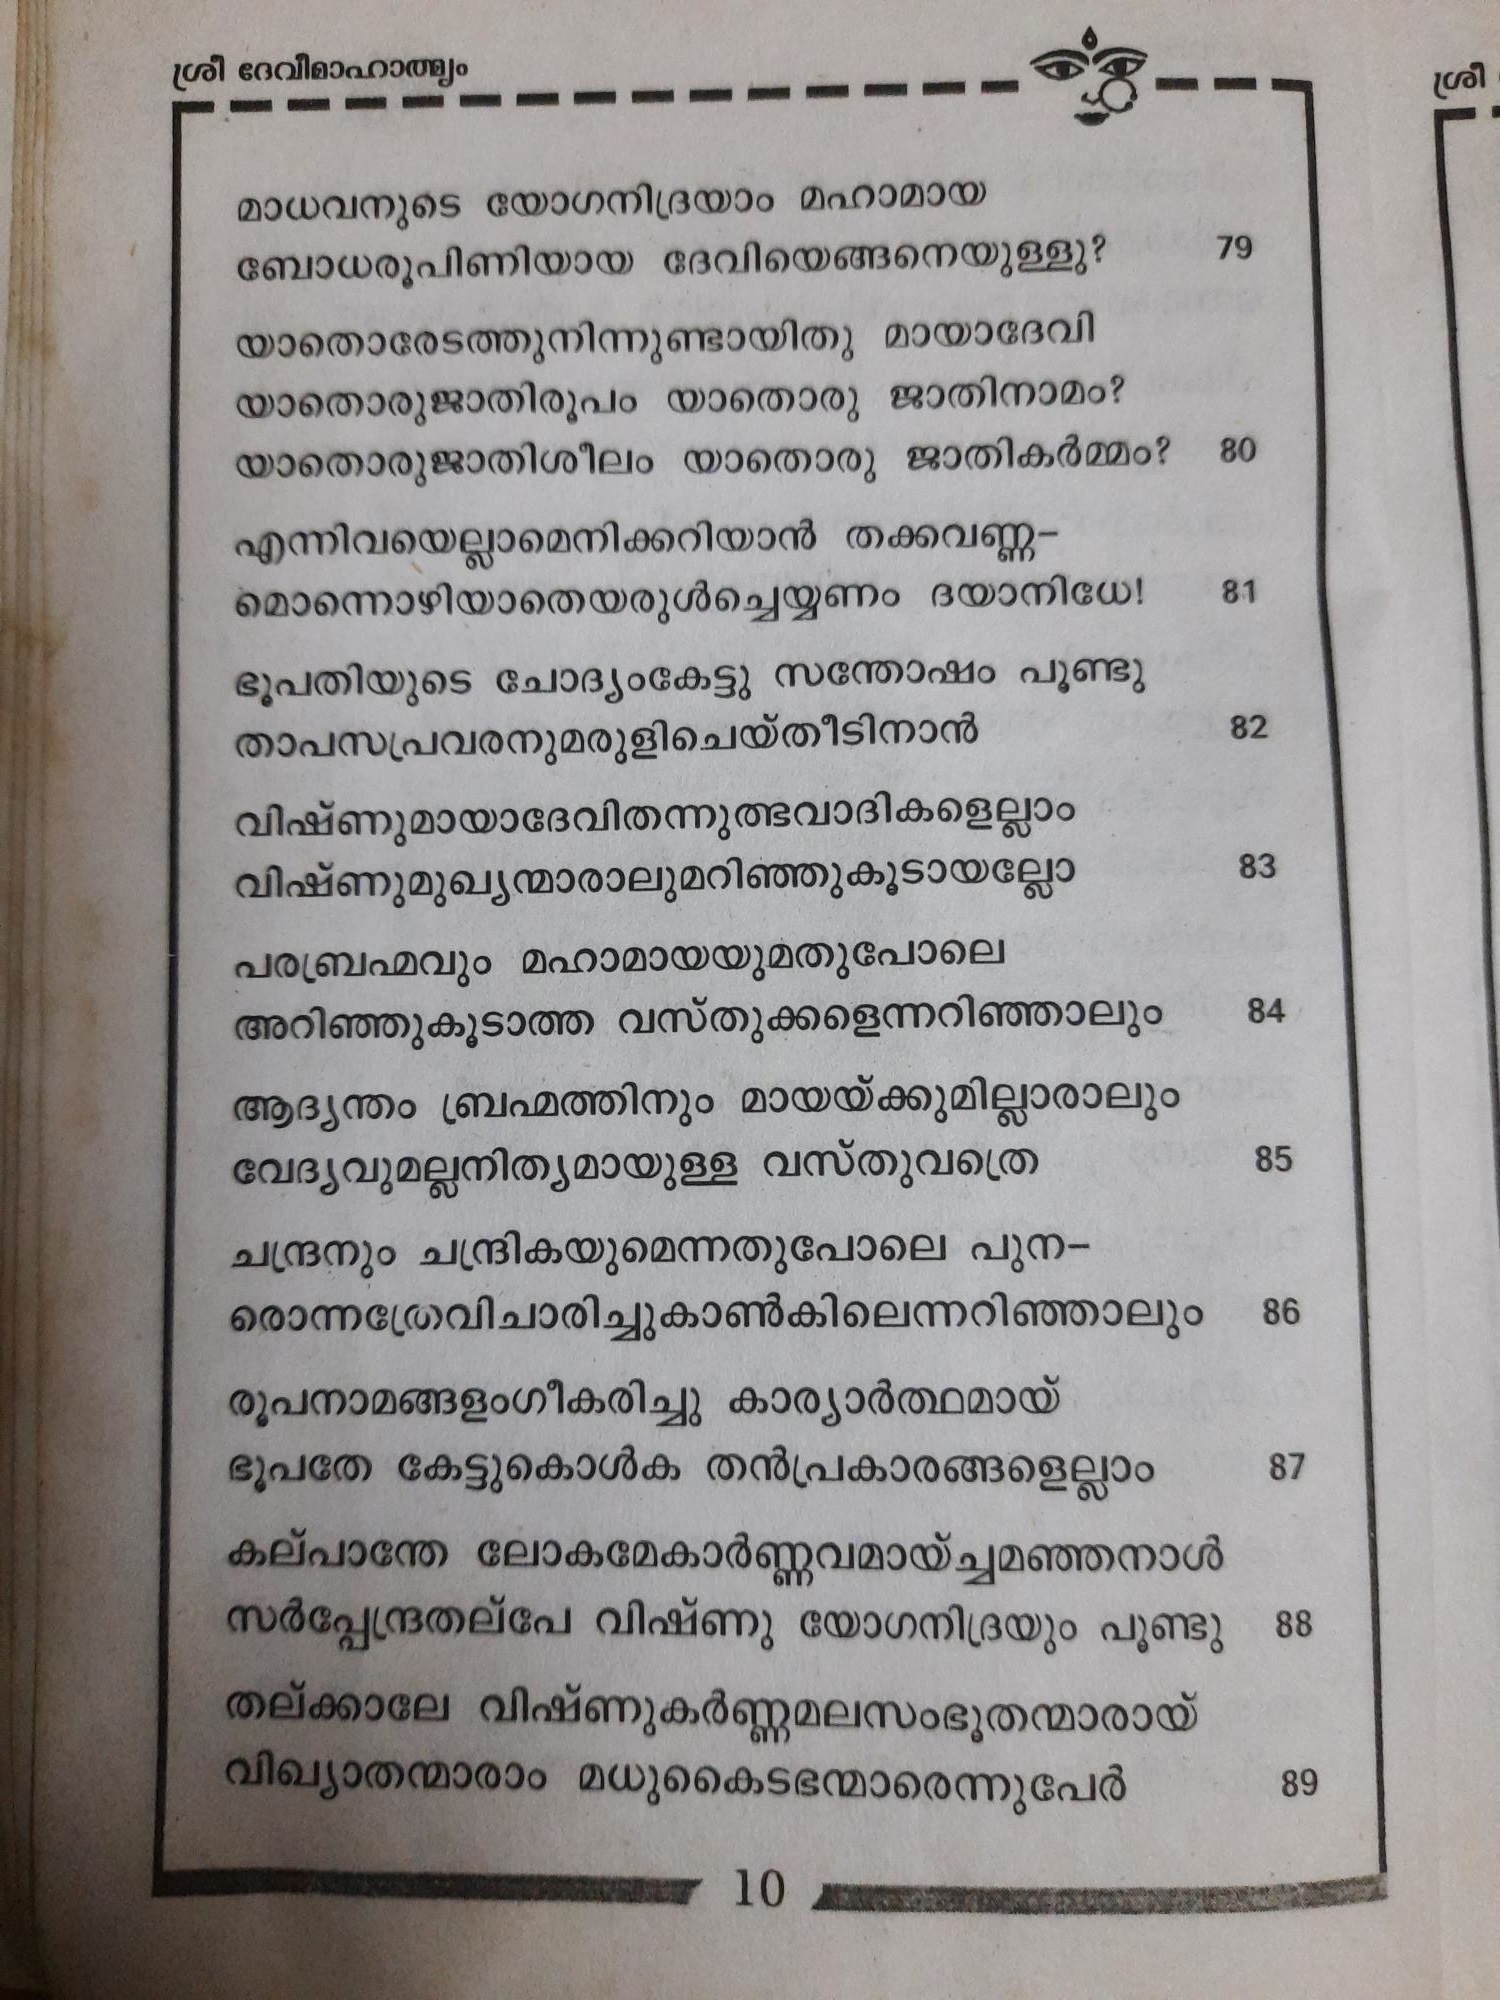 ശ്രീ ദേവീമാഹാത്മ്യം
മാധവനുടെ യോഗനിദ്രയാം മഹാമായ
ബോധരൂപിണിയായ ദേവിയെങ്ങനെയുള്ളു? 79
യാതൊരേടത്തുനിന്നുണ്ടായിതു മായാദേവി
യാതൊരുജാതിരൂപം യാതൊരു ജാതിനാമം?
യാതൊരുജാതിശീലം യാതൊരു ജാതികർമ്മം? 80
എന്നിവയെല്ലാമെനിക്കറിയാൻ തക്കവണ്ണ-
മൊന്നൊഴിയാതെയരുൾച്ചെയ്യണം ദയാനിധേ! 81
ഭൂപതിയുടെ ചോദ്യംകേട്ടു സന്തോഷം പൂണ്ടു
താപസപ്രവരനുമരുളിചെയ്തീടിനാൻ 82
വിഷ്ണുമായാദേവിതന്നുത്ഭവാദികളെല്ലാം
വിഷ്ണുമുഖ്യന്മാരാലുമറിഞ്ഞുകൂടായല്ലോ 83
പരബ്രഹ്മവും മഹാമായയുമതുപോലെ
അറിഞ്ഞുകൂടാത്ത വസ്തുക്കളെന്നറിഞ്ഞാലും 84
ആദ്യന്തം ബ്രഹ്മത്തിനും മായയ്ക്കുമില്ലാരാലും
വേദ്യവുമല്ലനിത്യമായുള്ള വസ്തുവത്രെ 85
ചന്ദ്രനും ചന്ദ്രികയുമെന്നതുപോലെ പുന-
രൊന്നത്രേവിചാരിച്ചുകാൺകിലെന്നറിഞ്ഞാലും 86
രൂപനാമങ്ങളംഗീകരിച്ചു കാര്യാർത്ഥമായ്
ഭൂപതേ കേട്ടുകൊൾക തൻപ്രകാരങ്ങളെല്ലാം 87
കല്പാന്തേ ലോകമേകാർണ്ണവമായ്ച്ചമഞ്ഞനാൾ
സർപ്പേന്ദ്രതല്പേ വിഷ്ണു യോഗനിദ്രയും പൂണ്ടു 88
തല്ക്കാലേ വിഷ്ണുകർണ്ണമലസംഭൂതന്മാരായ്
വിഖ്യാതന്മാരാം മധുകൈടഭന്മാരെന്നുപേർ 89
10
ശ്രീ